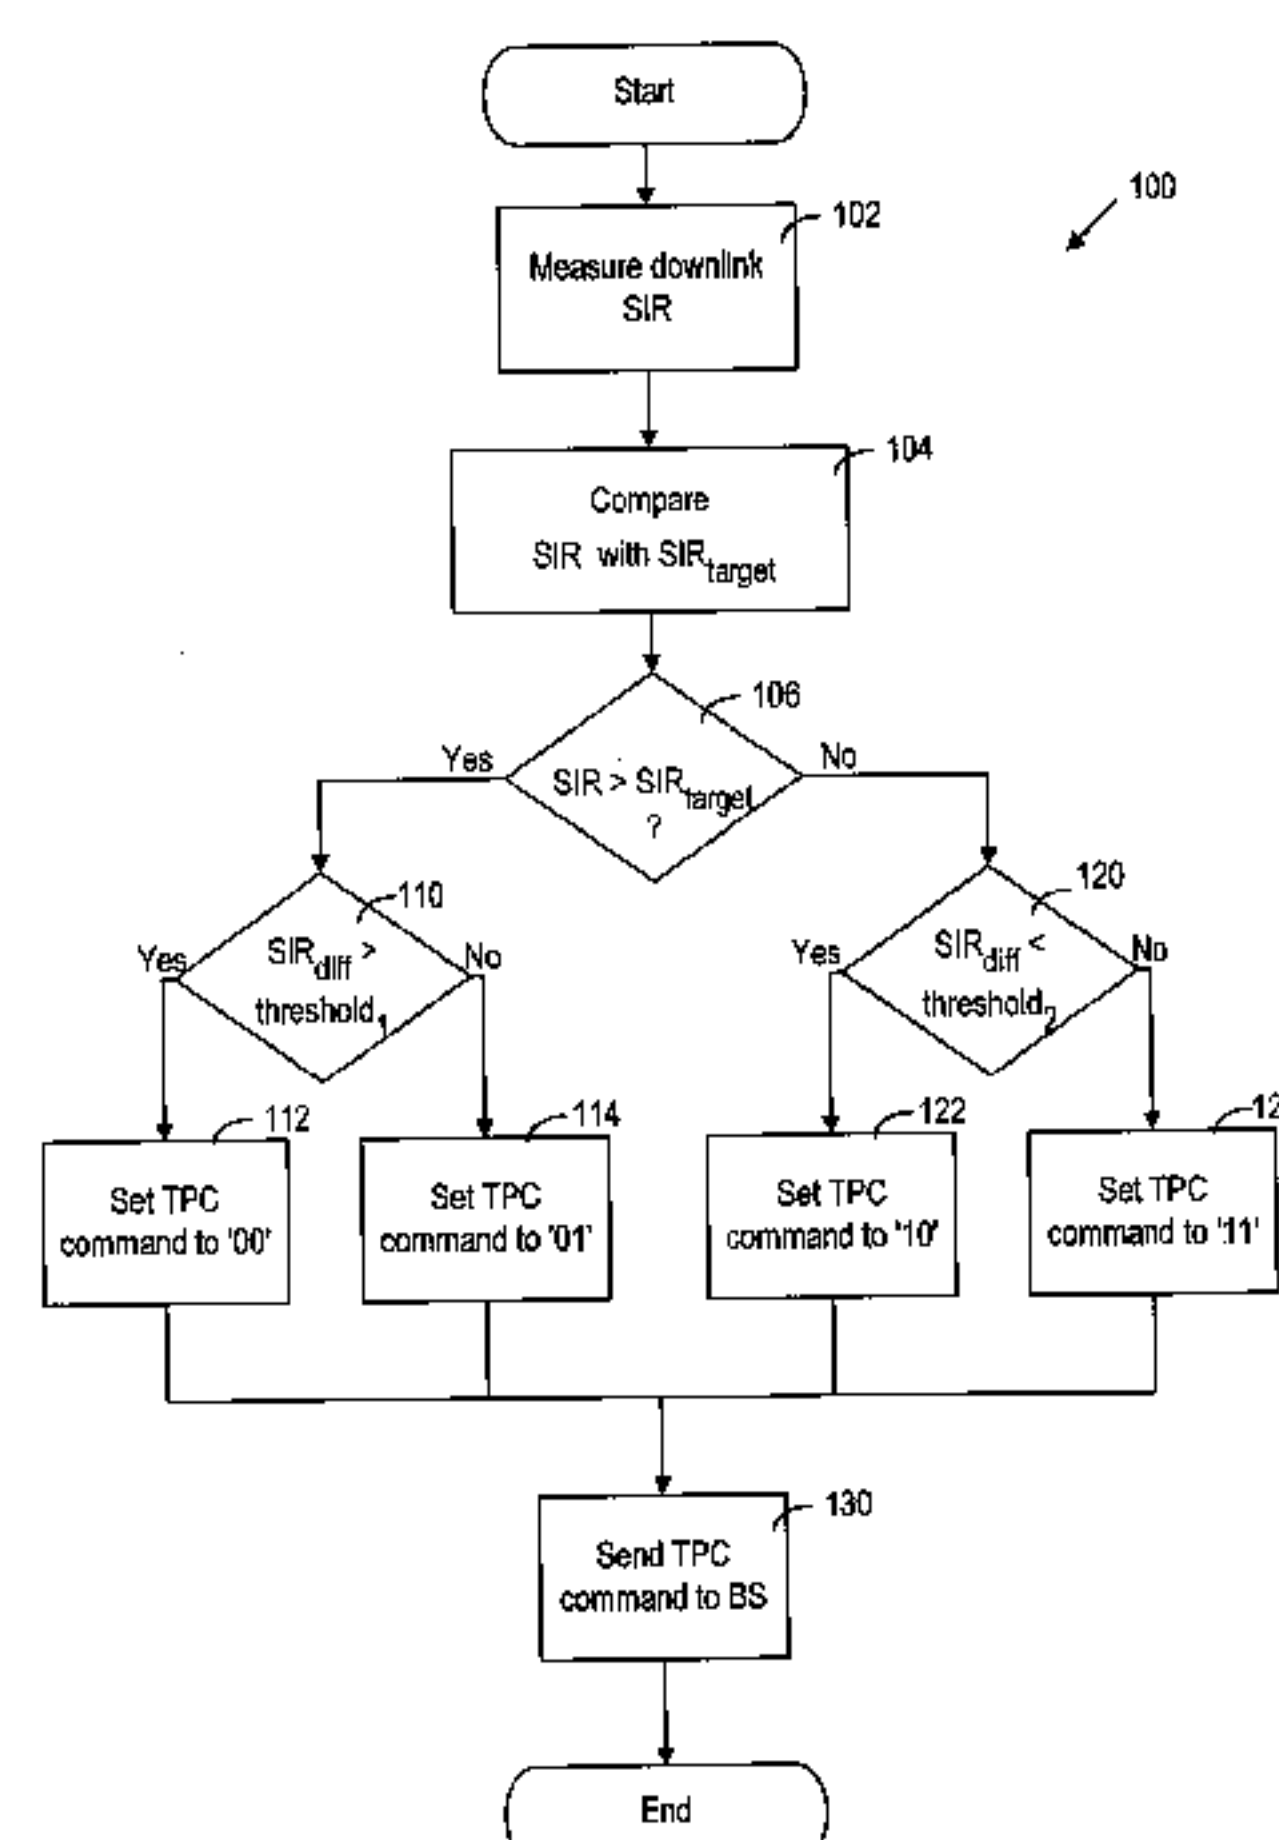 Start
100
102
Measure downlink
SIR
104
Compare
SIR with SIRtarget
106
Yes
No
SIR > SIRtarget
?
110
120
Yes
SIRdiff >
No
threshold1
Yes
SIRdiff <
No
threshold2
112
114
122
12
Set TPC
command to '00'
Set TPC
command to '01'
Set TPC
command to '10'
Set TPC
command to '11'
130
Send TPC
command to BS
End